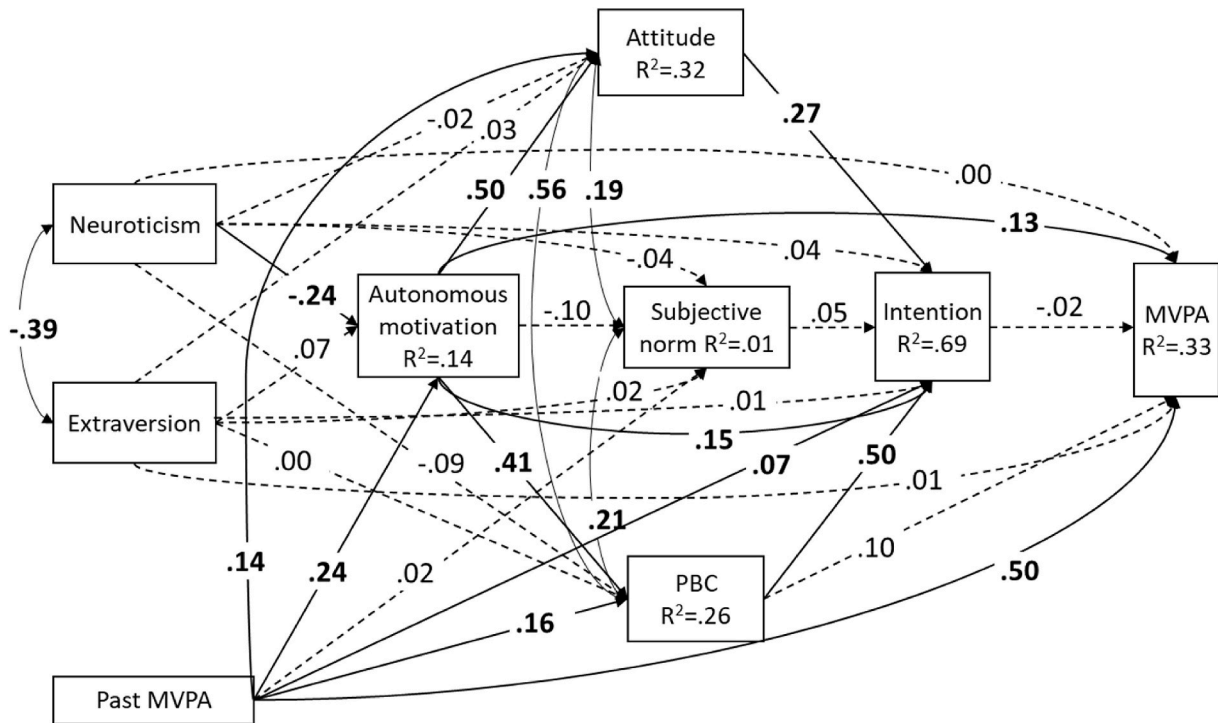 Attitude
R²=.32
-.02
.03
.27
.00
Neuroticism
.50
.56
.19
.13
-.04
.04
-.24
Autonomous
motivation
R²=.14
-.10
Subjective
norm R²=.01
.05
Intention
R²=.69
-.02
MVPA
R²=.33
-.39
.07
.02
.01
Extraversion
.15
.00
-.09
.41
.07
.50
.01
.21
.10
.14
.24
.02
PBC
R²=.26
.16
.50
Past MVPA